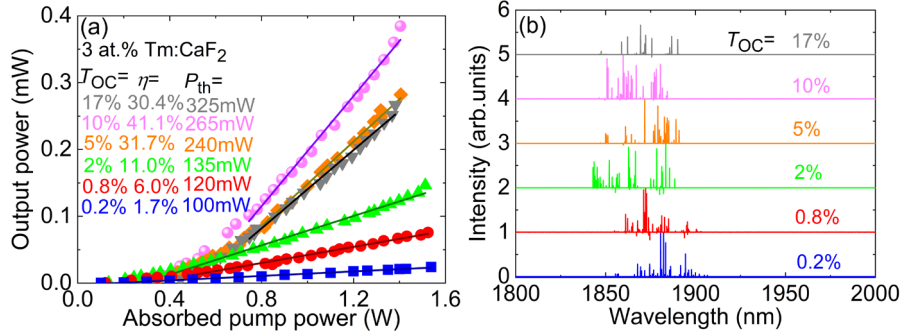 (a)
3 at.% Tm:CaF2
TOC= η= Pth=
17% 30.4% 325mW
10% 41.1% 265mW
5% 31.7% 240mW
2% 11.0% 135mW
0.8% 6.0% 120mW
0.2% 1.7% 100mW
0.4
0.3
0.2
0.1
0.0
Output power (mW)
0.0 0.4 0.8 1.2 1.6
Absorbed pump power (W)
(b)
TOC= 17%
10%
5%
2%
0.8%
0.2%
6
5
4
3
2
1
0
Intensity (arb.units)
1800 1850 1900 1950 2000
Wavelength (nm)